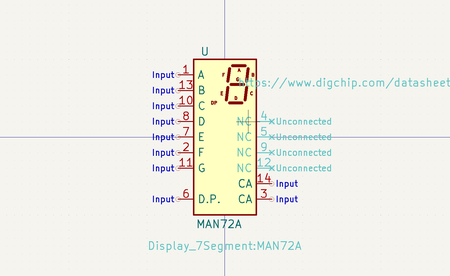 U
Input 1 A
https://www.digchip.com/datasheet
Input 13 B
Input 10 C
Input 8 D NC 4 Unconnected
Input 7 E NC 5 Unconnected
Input 2 F NC 9 Unconnected
Input 11 G NC 12 Unconnected
CA 14 Input
Input 6 D.P. CA 3 Input
MAN72A
Display_7Segment:MAN72A
A
F B
G
E C
D
DP